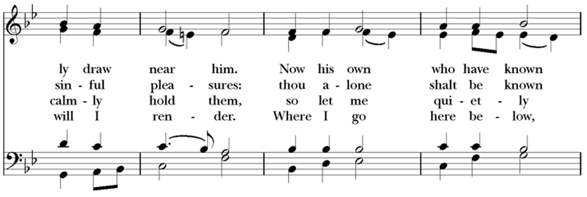 ly draw near him. Now his own who have known
sin - ful plea - sures: thou a - lone shalt be known
calm - ly hold them, so let me qui - et - ly
will I ren - der. Where I go here be - low,